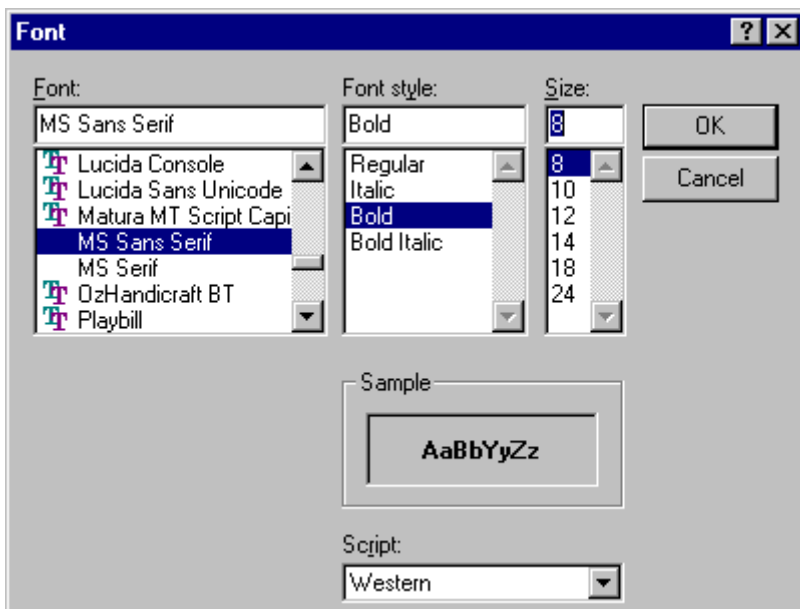 Font
Font: Font style: Size:
MS Sans Serif Bold 8 OK
Lucida Console Regular 8 Cancel
Lucida Sans Unicode Italic 10
Matura MT Script Capi Bold 12
MS Sans Serif Bold Italic 14
MS Serif 18
OzHandicraft BT 24
Playbill
Sample
AaBbYyZz
Script:
Western